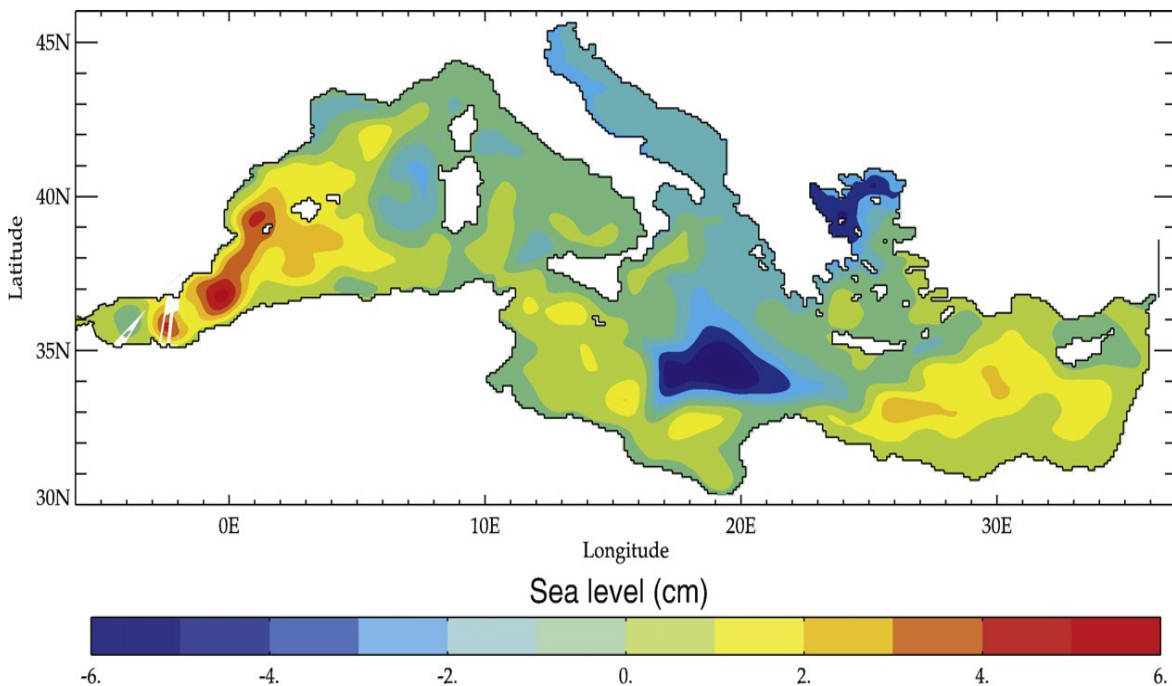 45N
40N
35N
30N
Latitude
0E 10E 20E 30E
Longitude
Sea level (cm)
-6. -4. -2. 0. 2. 4. 6.